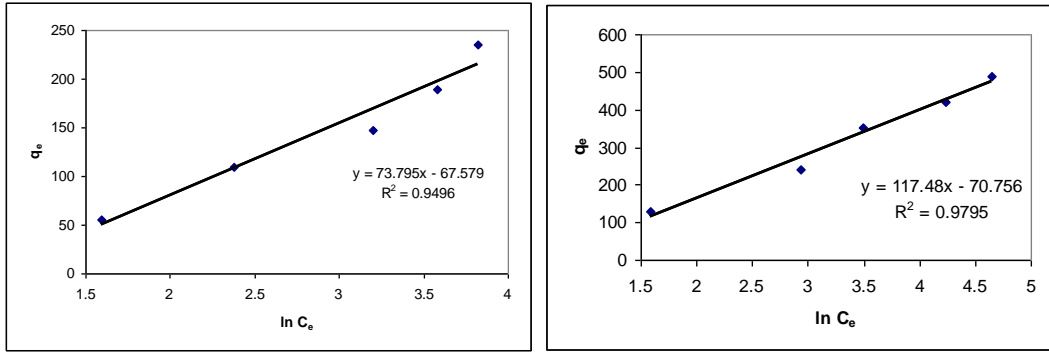 250
200
150
100
50
0
qₑ
y = 73.795x - 67.579
R² = 0.9496
1.5 2 2.5 3 3.5 4
ln Cₑ
600
500
400
300
200
100
0
qₑ
y = 117.48x - 70.756
R² = 0.9795
1.5 2 2.5 3 3.5 4 4.5 5
ln Cₑ